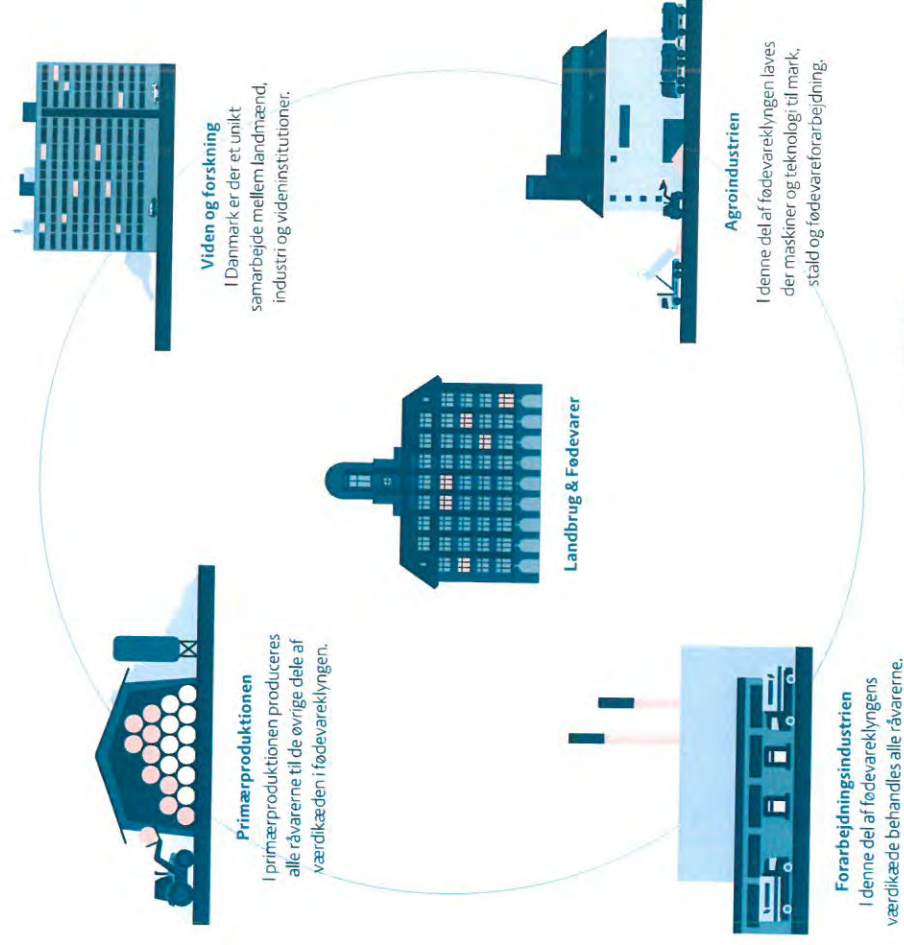 Viden og forskning
I Danmark er der et unikt
samarbejde mellem landmænd,
industri og videninstitutioner.
Primærproduktionen
I primærproduktionen produceres
alle råvarerne til de øvrige dele af
værdikæden i fødevareklyngen.
Landbrug & Fødevarer
Agroindustrien
I denne del af fødevareklyngen laves
der maskiner og teknologi til mark,
stald og fødevareforarbejdning.
Forarbejdningsindustrien
I denne del af fødevareklyngens
værdikæde behandles alle råvarerne.